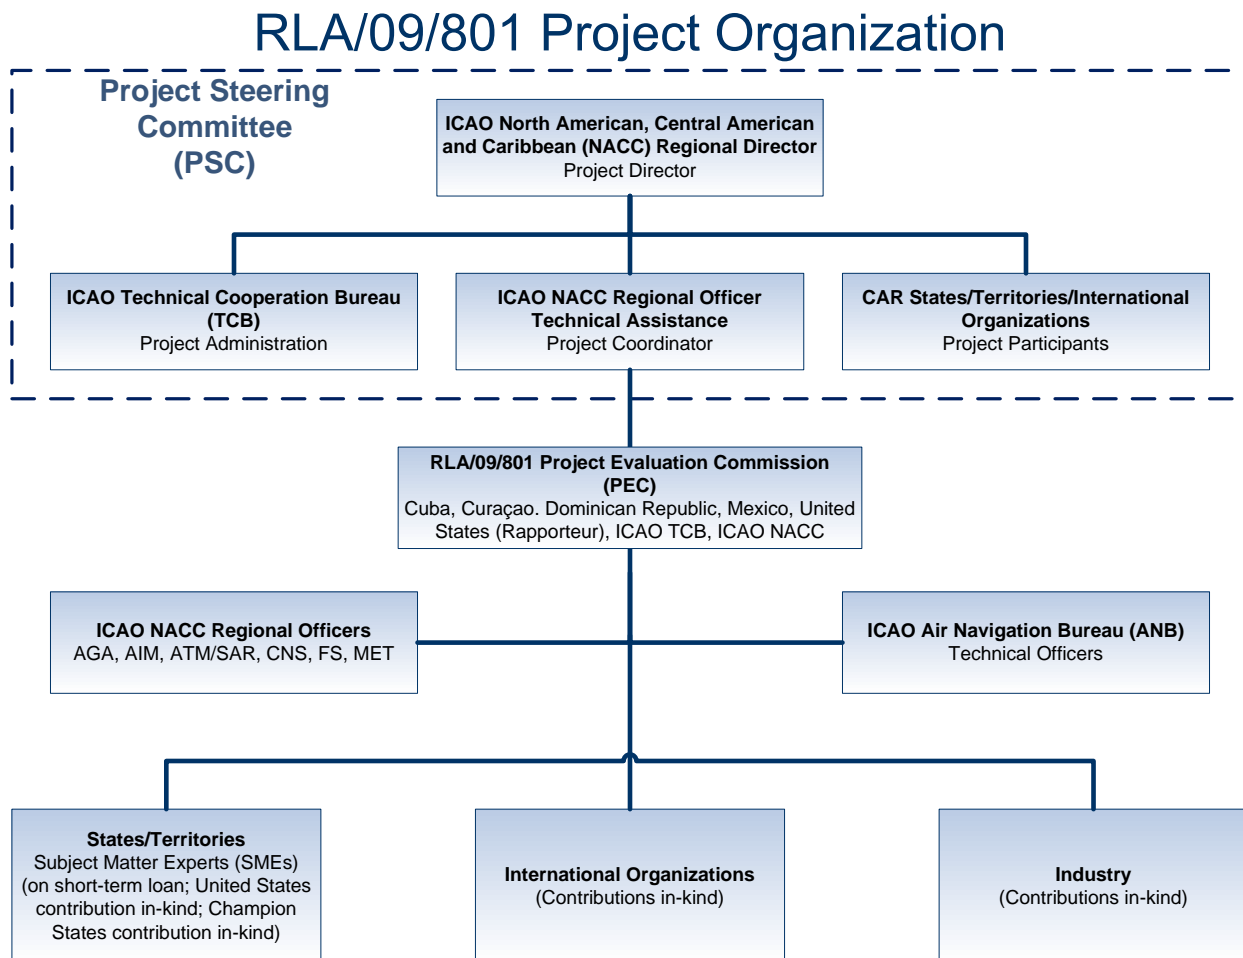 RLA/09/801 Project Organization
Project Steering
Committee
(PSC)
ICAO North American, Central American
and Caribbean (NACC) Regional Director
Project Director
ICAO Technical Cooperation Bureau
(TCB)
Project Administration
ICAO NACC Regional Officer
Technical Assistance
Project Coordinator
CAR States/Territories/International
Organizations
Project Participants
RLA/09/801 Project Evaluation Commission
(PEC)
Cuba, Curaçao. Dominican Republic, Mexico, United
States (Rapporteur), ICAO TCB, ICAO NACC
ICAO NACC Regional Officers
AGA, AIM, ATM/SAR, CNS, FS, MET
ICAO Air Navigation Bureau (ANB)
Technical Officers
States/Territories
Subject Matter Experts (SMEs)
(on short-term loan; United States
contribution in-kind; Champion
States contribution in-kind)
International Organizations
(Contributions in-kind)
Industry
(Contributions in-kind)